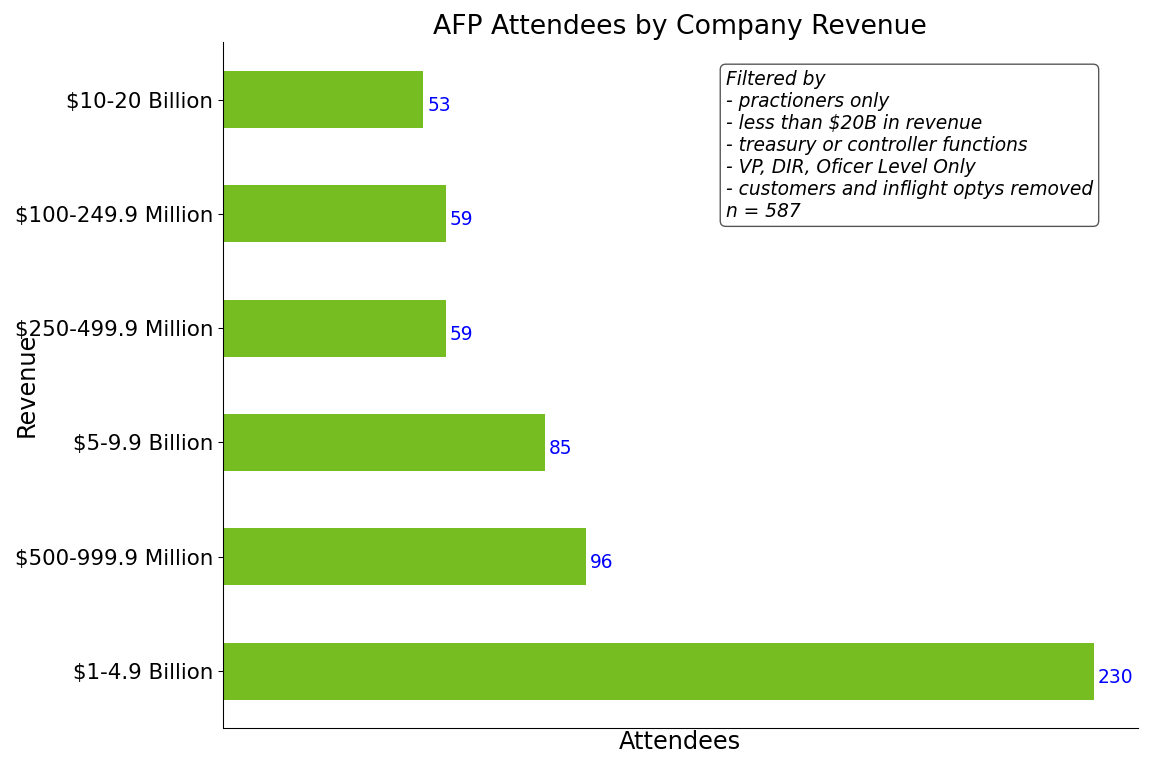 AFP Attendees by Company Revenue
$10-20 Billion
53
Filtered by
- practioners only
- less than $20B in revenue
- treasury or controller functions
- VP, DIR, Oficer Level Only
- customers and inflight optys removed
n = 587
$100-249.9 Million
59
$250-499.9 Million
59
Revenue
$5-9.9 Billion
85
$500-999.9 Million
96
$1-4.9 Billion
230
Attendees